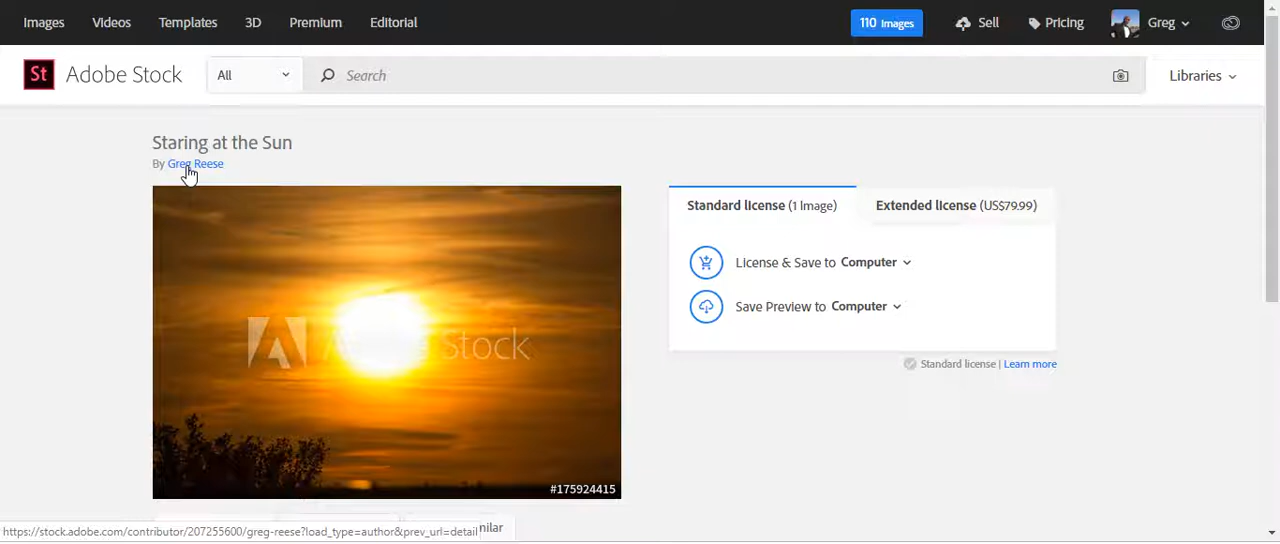 Images Videos Templates 3D Premium Editorial 110 Images Sell Pricing Greg
St Adobe Stock All Search Libraries
Staring at the Sun
By Greg Reese
Standard license (1 Image) Extended license (US$79.99)
License & Save to Computer
Save Preview to Computer
Adobe Stock
Standard license | Learn more
#175924415
https://stock.adobe.com/contributor/207255600/greg-reese?load_type=author&prev_url=detail